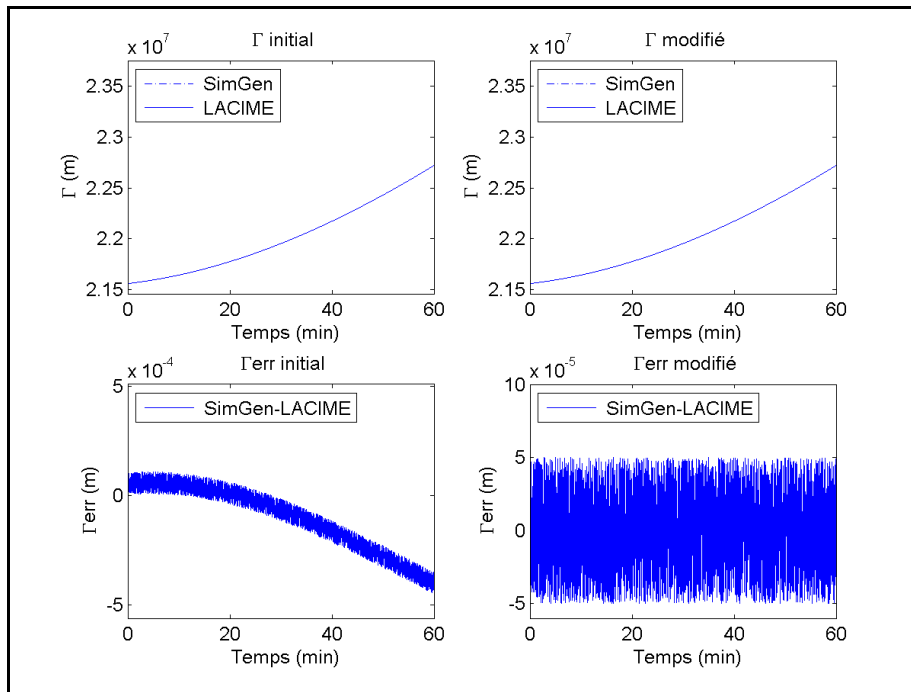 Γ initial
x 10^7
2.35
2.3
2.25
2.2
2.15
Γ (m)
SimGen
LACIME
0 20 40 60
Temps (min)
Γ modifié
x 10^7
2.35
2.3
2.25
2.2
2.15
Γ (m)
SimGen
LACIME
0 20 40 60
Temps (min)
Γerr initial
x 10^-4
5
0
-5
Γerr (m)
SimGen-LACIME
0 20 40 60
Temps (min)
Γerr modifié
x 10^-5
10
5
0
-5
Γerr (m)
SimGen-LACIME
0 20 40 60
Temps (min)